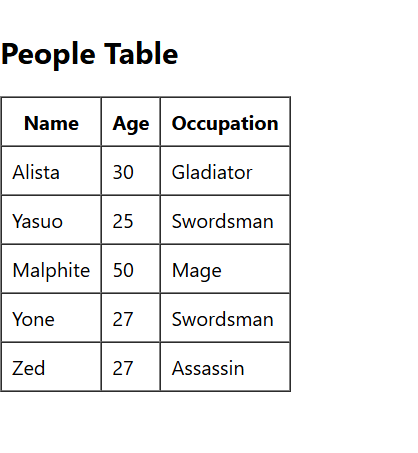 People Table
Name Age Occupation
Alista 30 Gladiator
Yasuo 25 Swordsman
Malphite 50 Mage
Yone 27 Swordsman
Zed 27 Assassin